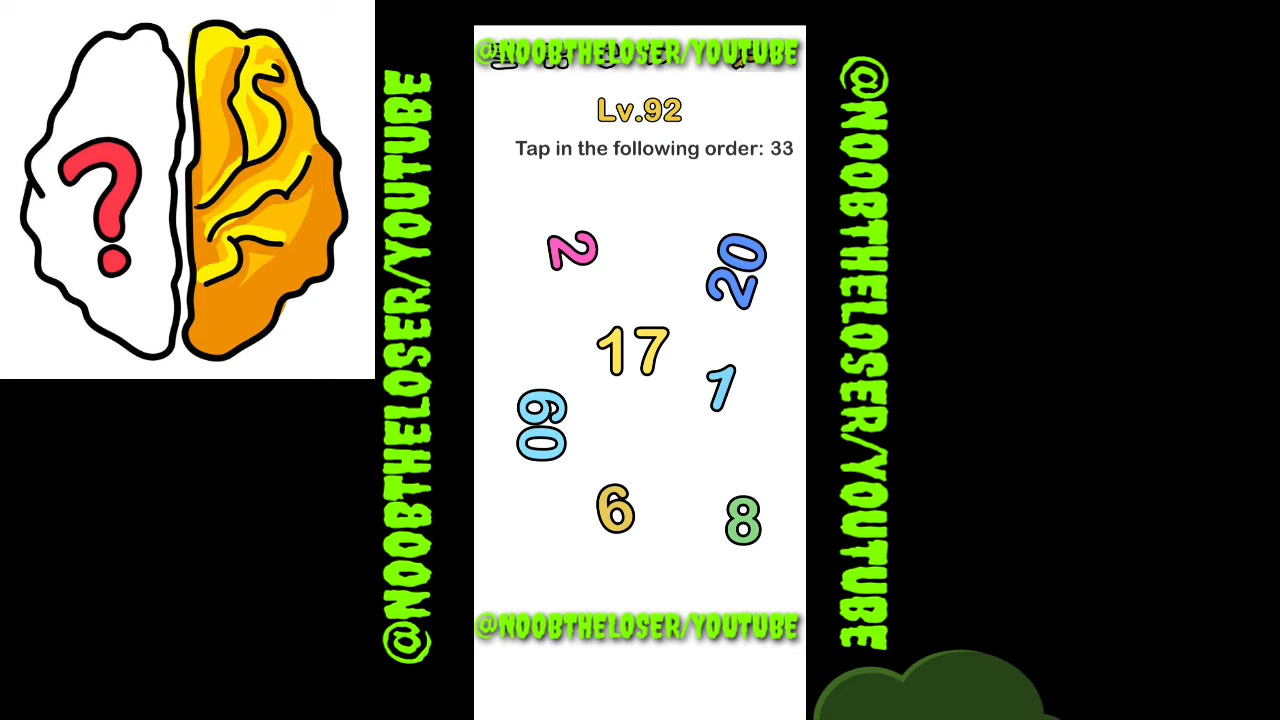 ?
@NOOBTHELOSER/YOUTUBE
@NOOBTHELOSER/YOUTUBE
Lv.92
Tap in the following order: 33
2
20
17
1
60
6
8
@NOOBTHELOSER/YOUTUBE
@NOOBTHELOSER/YOUTUBE